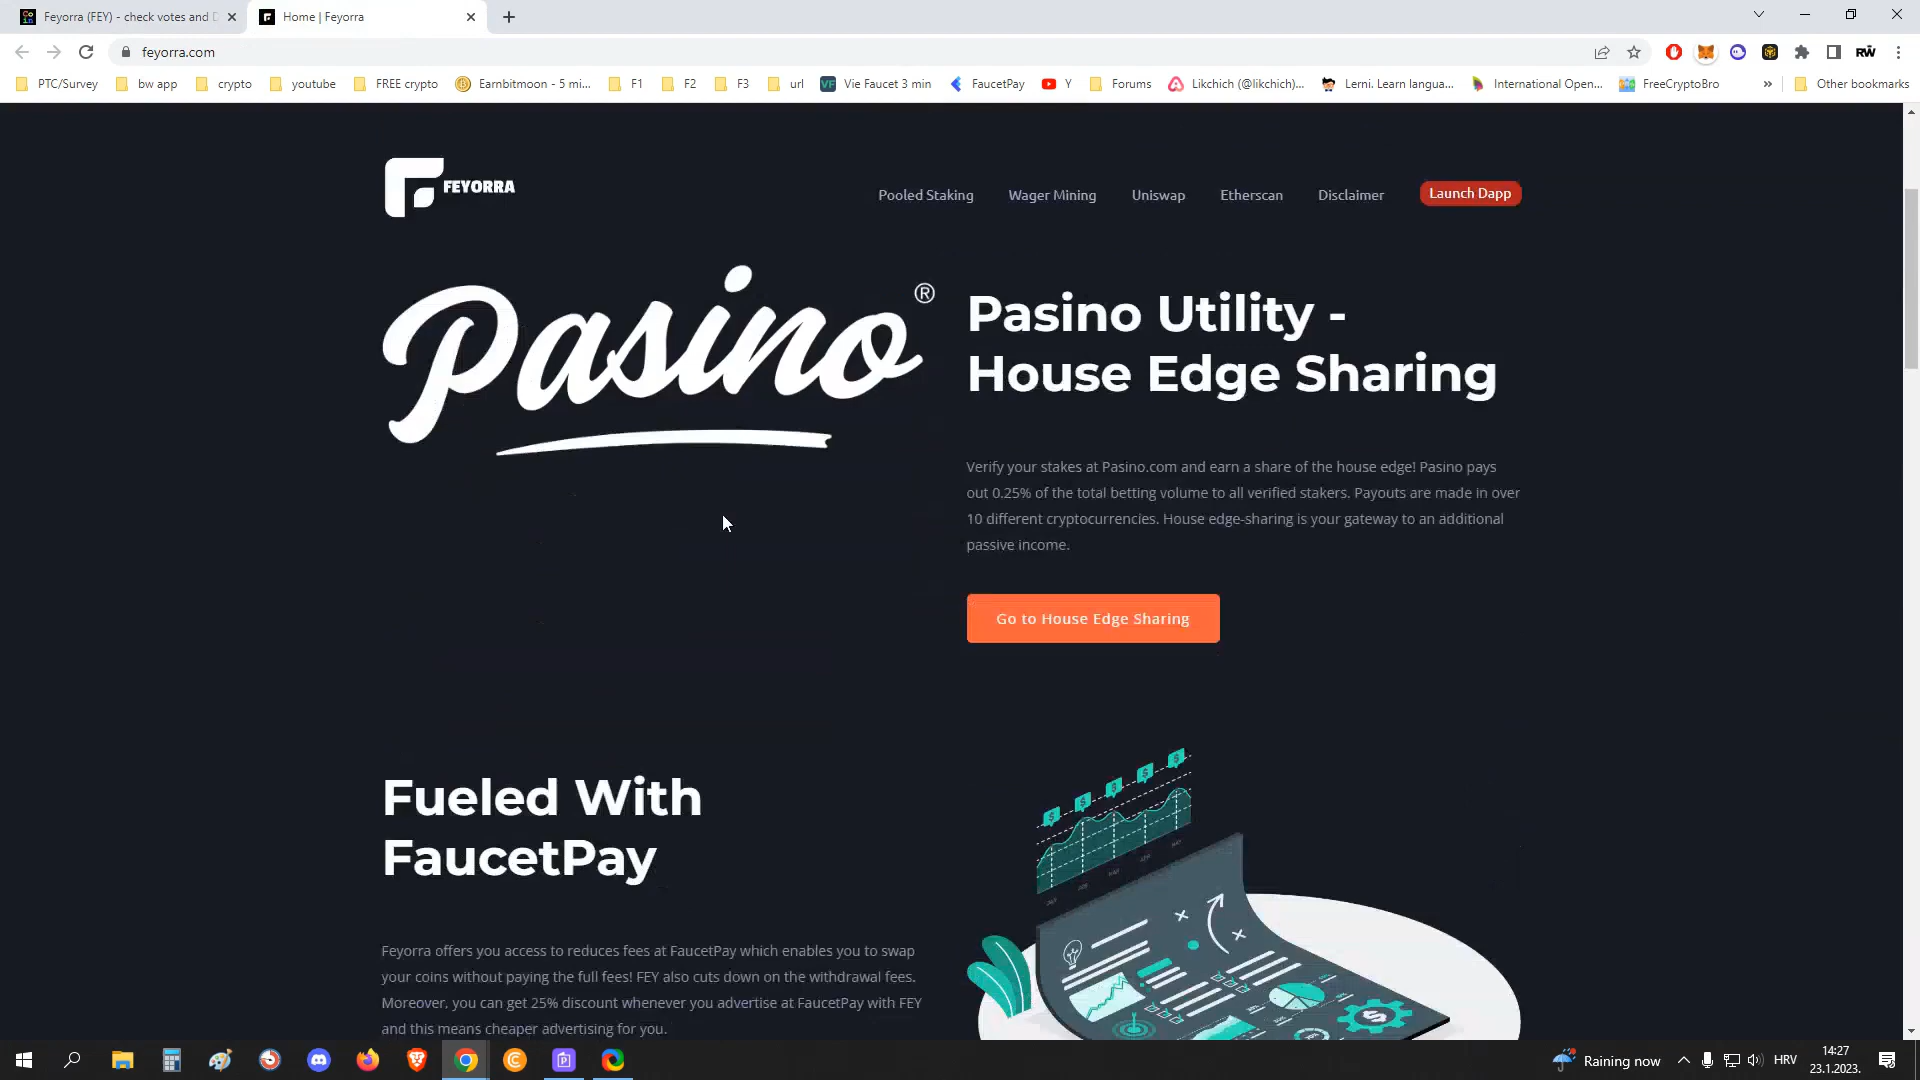 Feyorra (FEY) - check votes and D
Home | Feyorra
feyorra.com
PTC/Survey
bw app
crypto
youtube
FREE crypto
Earnbitmoon - 5 mi...
F1
F2
F3
url
VF
Vie Faucet 3 min
FaucetPay
Y
Forums
Likchich (@likchich)...
Lerni. Learn langua...
International Open...
FreeCryptoBro
»
Other bookmarks
FEYORRA
Pooled Staking
Wager Mining
Uniswap
Etherscan
Disclaimer
Launch Dapp
Pasino®
Pasino Utility -
House Edge Sharing
Verify your stakes at Pasino.com and earn a share of the house edge! Pasino pays
out 0.25% of the total betting volume to all verified stakers. Payouts are made in over
10 different cryptocurrencies. House edge-sharing is your gateway to an additional
passive income.
Go to House Edge Sharing
Fueled With
FaucetPay
Feyorra offers you access to reduces fees at FaucetPay which enables you to swap
your coins without paying the full fees! FEY also cuts down on the withdrawal fees.
Moreover, you can get 25% discount whenever you advertise at FaucetPay with FEY
and this means cheaper advertising for you.
Raining now
HRV
14:27
23.1.2023.